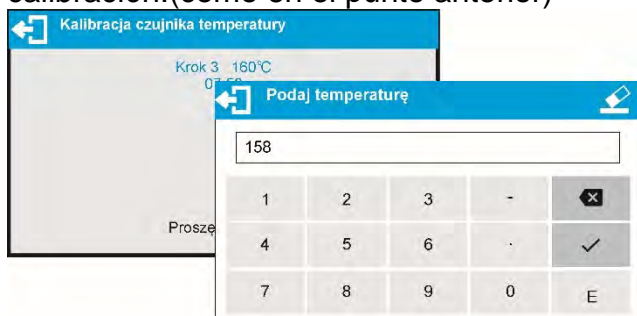 calibración.(como en el punto anterior)
Kalibracja czujnika temperatury
Krok 3 160°C
Podaj temperaturę
158
1 2 3 -
Proszę
4 5 6 .
7 8 9 0 E